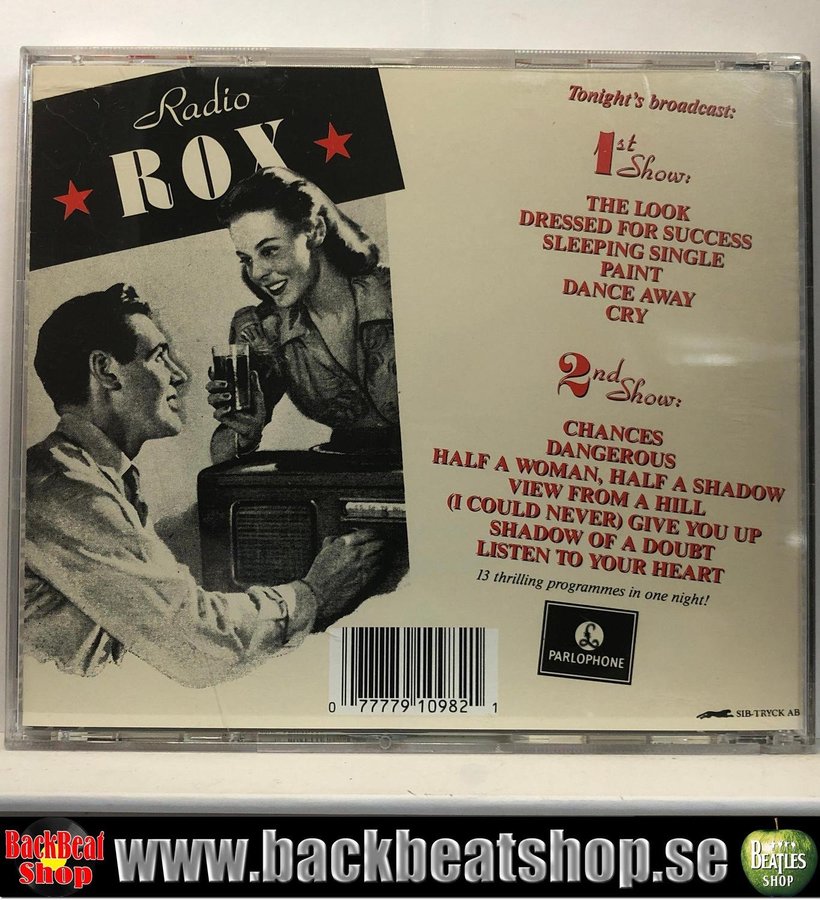 Radio
ROX
Tonight's broadcast:
1st Show:
THE LOOK
DRESSED FOR SUCCESS
SLEEPING SINGLE
PAINT
DANCE AWAY
CRY
2nd Show:
CHANCES
DANGEROUS
HALF A WOMAN, HALF A SHADOW
VIEW FROM A HILL
(I COULD NEVER) GIVE YOU UP
SHADOW OF A DOUBT
LISTEN TO YOUR HEART
13 thrilling programmes in one night!
£
PARLOPHONE
0 77779 10982 1
SIB-TRYCK AB
BackBeat
Shop
www.backbeatshop.se
BEATLES
SHOP